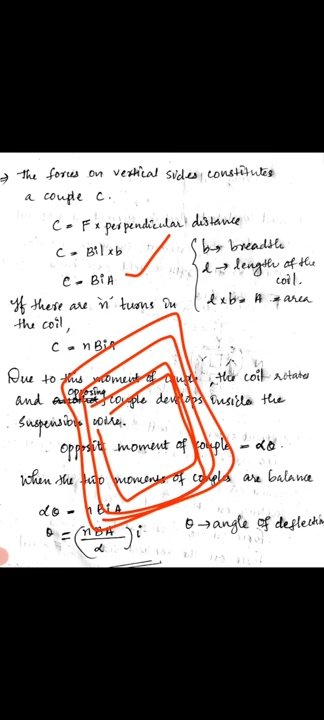 → the forces on vertical sides constitutes
a couple C.
C = F × perpendicular distance
C = Bil × b
C = BiA
b → breadth
l → length of the
coil.
l × b = A = area
If there are 'n' turns in
the coil,
C = nBiA
Due to this moment of couple, the coil rotates
and opposing couple develops inside the
suspension wire.
Opposit moment of couple = αθ.
When the two moments of couples are balance
αθ = nBiA
θ = (nBA/α) i
θ → angle of deflectio